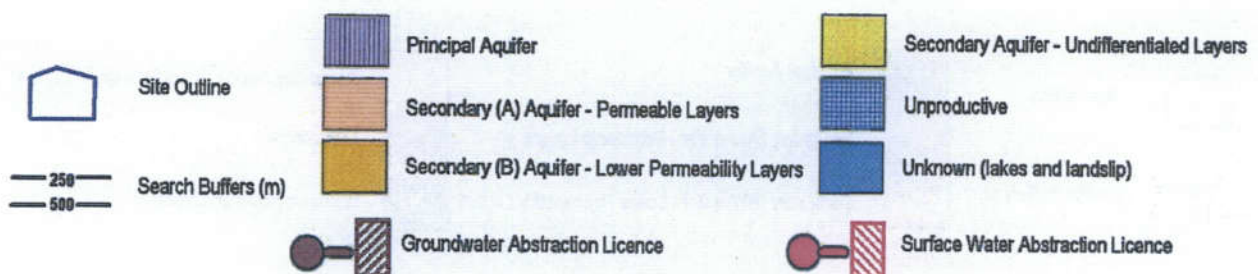 Principal Aquifer
Secondary Aquifer - Undifferentiated Layers
Site Outline
Secondary (A) Aquifer - Permeable Layers
Unproductive
250
500
Search Buffers (m)
Secondary (B) Aquifer - Lower Permeability Layers
Unknown (lakes and landslip)
Groundwater Abstraction Licence
Surface Water Abstraction Licence